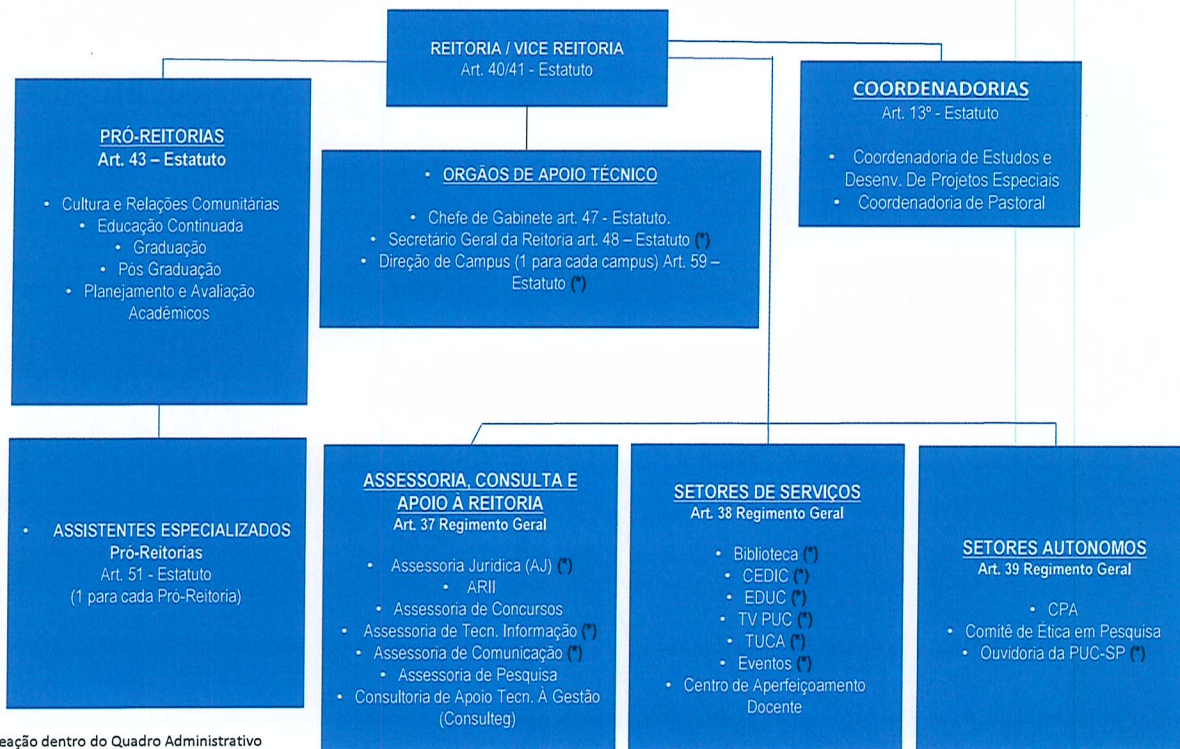 REITORIA / VICE REITORIA
Art. 40/41 - Estatuto
PRÓ-REITORIAS
Art. 43 – Estatuto
• Cultura e Relações Comunitárias
• Educação Continuada
• Graduação
• Pós Graduação
• Planejamento e Avaliação
Acadêmicos
• ORGÃOS DE APOIO TÉCNICO
• Chefe de Gabinete art. 47 - Estatuto.
• Secretário Geral da Reitoria art. 48 – Estatuto (*)
• Direção de Campus (1 para cada campus) Art. 59 –
Estatuto (*)
COORDENADORIAS
Art. 13º - Estatuto
• Coordenadoria de Estudos e
Desenv. De Projetos Especiais
• Coordenadoria de Pastoral
• ASSISTENTES ESPECIALIZADOS
Pró-Reitorias
Art. 51 - Estatuto
(1 para cada Pró-Reitoria)
ASSESSORIA, CONSULTA E
APOIO À REITORIA
Art. 37 Regimento Geral
• Assessoria Jurídica (AJ) (*)
• ARII
• Assessoria de Concursos
• Assessoria de Tecn. Informação (*)
• Assessoria de Comunicação (*)
• Assessoria de Pesquisa
• Consultoria de Apoio Tecn. À Gestão
(Consulteg)
SETORES DE SERVIÇOS
Art. 38 Regimento Geral
• Biblioteca (*)
• CEDIC (*)
• EDUC (*)
• TV PUC (*)
• TUCA (*)
• Eventos (*)
• Centro de Aperfeiçoamento
Docente
SETORES AUTONOMOS
Art. 39 Regimento Geral
• CPA
• Comitê de Ética em Pesquisa
• Ouvidoria da PUC-SP (*)
eação dentro do Quadro Administrativo